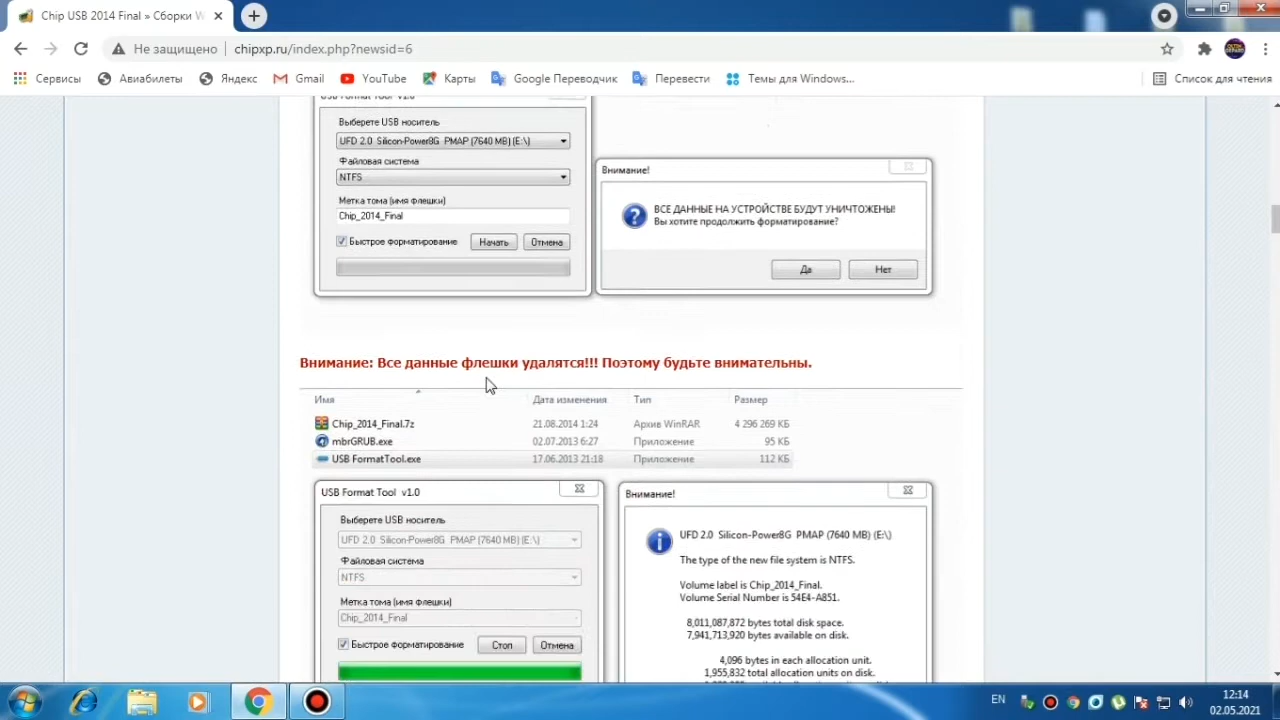 Chip USB 2014 Final » Сборки W
Не защищено
chipxp.ru/index.php?newsid=6
Сервисы
Авиабилеты
Яндекс
Gmail
YouTube
Карты
Google Переводчик
Перевести
Темы для Windows...
Список для чтения
USB Format Tool v1.0
Выберете USB носитель
UFD 2.0 Silicon-Power8G PMAP (7640 MB) (E:\)
Файловая система
NTFS
Метка тома (имя флешки)
Chip_2014_Final
Быстрое форматирование
Начать
Отмена
Внимание!
ВСЕ ДАННЫЕ НА УСТРОЙСТВЕ БУДУТ УНИЧТОЖЕНЫ!
Вы хотите продолжить форматирование?
Да
Нет
Внимание: Все данные флешки удалятся!!! Поэтому будьте внимательны.
Имя Дата изменения Тип Размер
Chip_2014_Final.7z 21.08.2014 1:24 Архив WinRAR 4 296 269 КБ
mbrGRUB.exe 02.07.2013 6:27 Приложение 95 КБ
USB FormatTool.exe 17.06.2013 21:18 Приложение 112 КБ
USB Format Tool v1.0
Выберете USB носитель
UFD 2.0 Silicon-Power8G PMAP (7640 MB) (E:\)
Файловая система
NTFS
Метка тома (имя флешки)
Chip_2014_Final
Быстрое форматирование
Стоп
Отмена
Внимание!
UFD 2.0 Silicon-Power8G PMAP (7640 MB) (E:\)
The type of the new file system is NTFS.
Volume label is Chip_2014_Final.
Volume Serial Number is 54E4-A851.
8,011,087,872 bytes total disk space.
7,941,713,920 bytes available on disk.
4,096 bytes in each allocation unit.
1,955,832 total allocation units on disk.
EN
12:14
02.05.2021